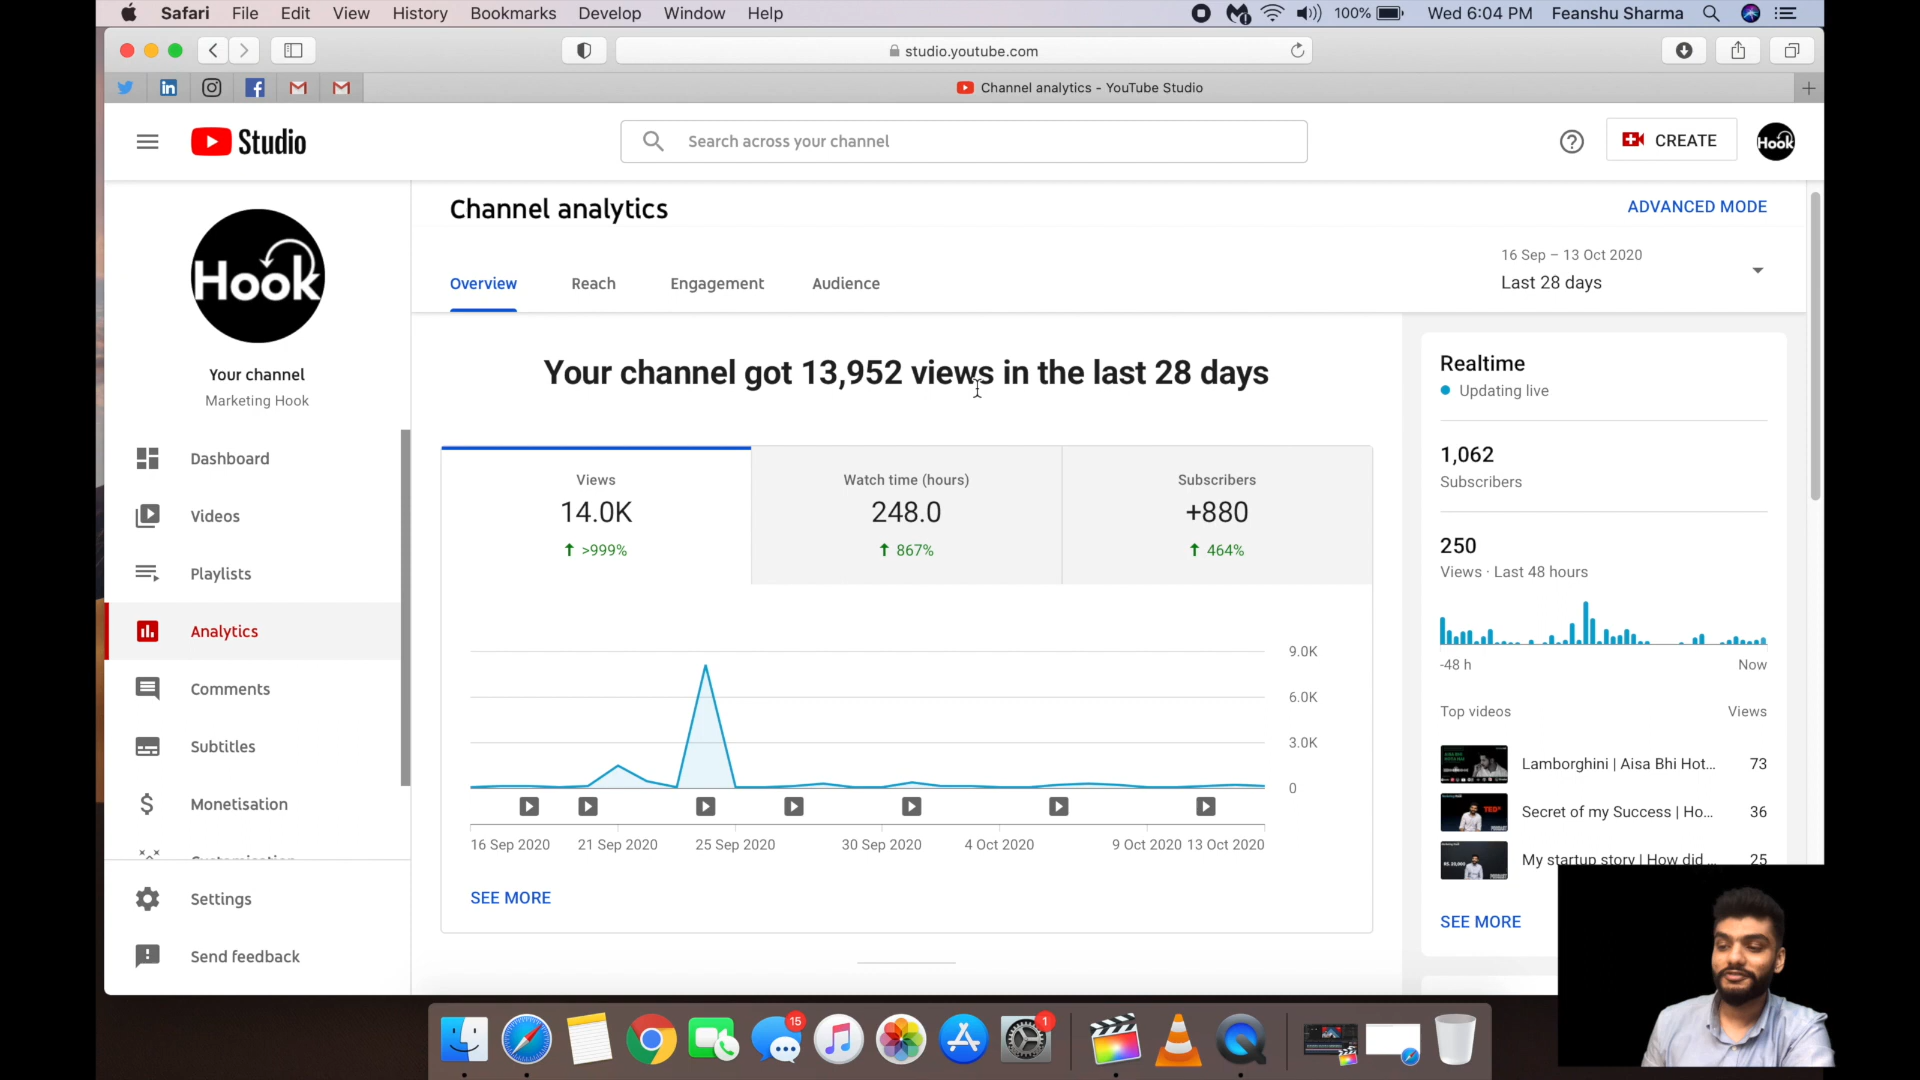 Safari File Edit View History Bookmarks Develop Window Help 100% Wed 6:04 PM Feanshu Sharma
studio.youtube.com
Channel analytics - YouTube Studio
Studio
Search across your channel
CREATE
Hook
Hook
Your channel
Marketing Hook
Dashboard
Videos
Playlists
Analytics
Comments
Subtitles
Monetisation
Settings
Send feedback
Channel analytics
ADVANCED MODE
Overview Reach Engagement Audience
16 Sep – 13 Oct 2020
Last 28 days
Your channel got 13,952 views in the last 28 days
Views
14.0K
>999%
Watch time (hours)
248.0
867%
Subscribers
+880
464%
9.0K
6.0K
3.0K
0
16 Sep 2020 21 Sep 2020 25 Sep 2020 30 Sep 2020 4 Oct 2020 9 Oct 2020 13 Oct 2020
SEE MORE
Realtime
Updating live
1,062
Subscribers
250
Views · Last 48 hours
-48 h Now
Top videos Views
Lamborghini | Aisa Bhi Hot... 73
TEDx
Secret of my Success | Ho... 36
My startup story | How did ... 25
SEE MORE
15
1